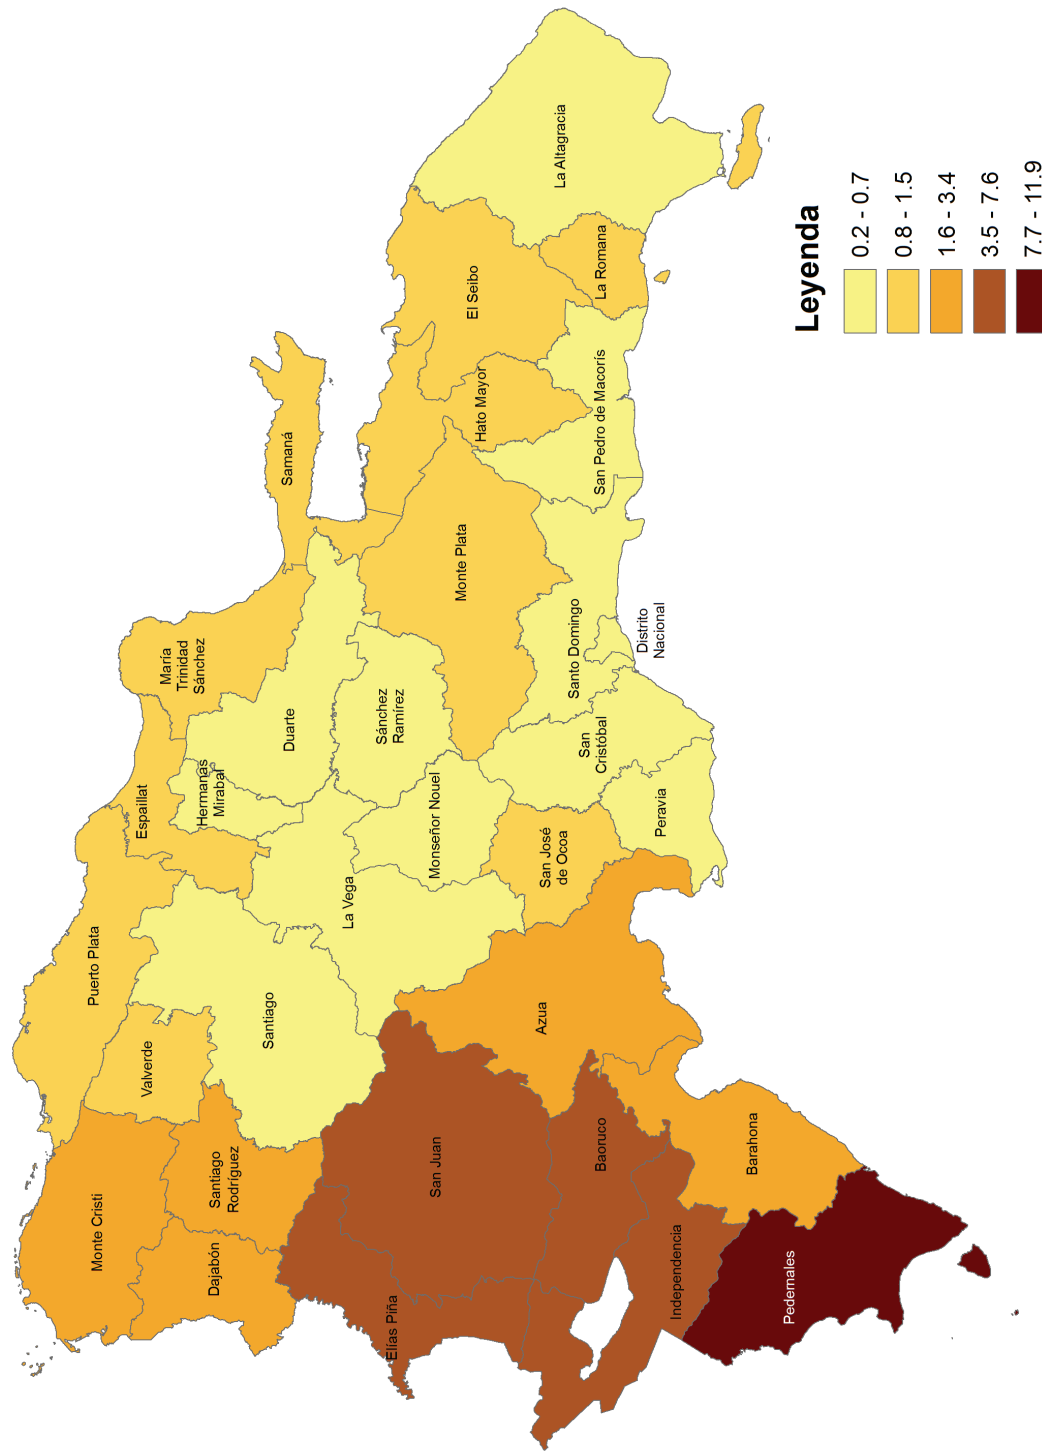 Puerto Plata
Espaillat
María
Trinidad
Sánchez
Samaná
Monte Cristi
Valverde
Hermanas
Mirabal
Duarte
Santiago
Rodríguez
Dajabón
Santiago
La Vega
Sánchez
Ramírez
Monseñor Nouel
Monte Plata
Hato Mayor
El Seibo
La Altagracia
La Romana
San Pedro de Macorís
Santo Domingo
Distrito
Nacional
San
Cristóbal
Peravia
San José
de Ocoa
Azua
San Juan
Elías Piña
Baoruco
Independencia
Barahona
Pedernales
Leyenda
0.2 - 0.7
0.8 - 1.5
1.6 - 3.4
3.5 - 7.6
7.7 - 11.9